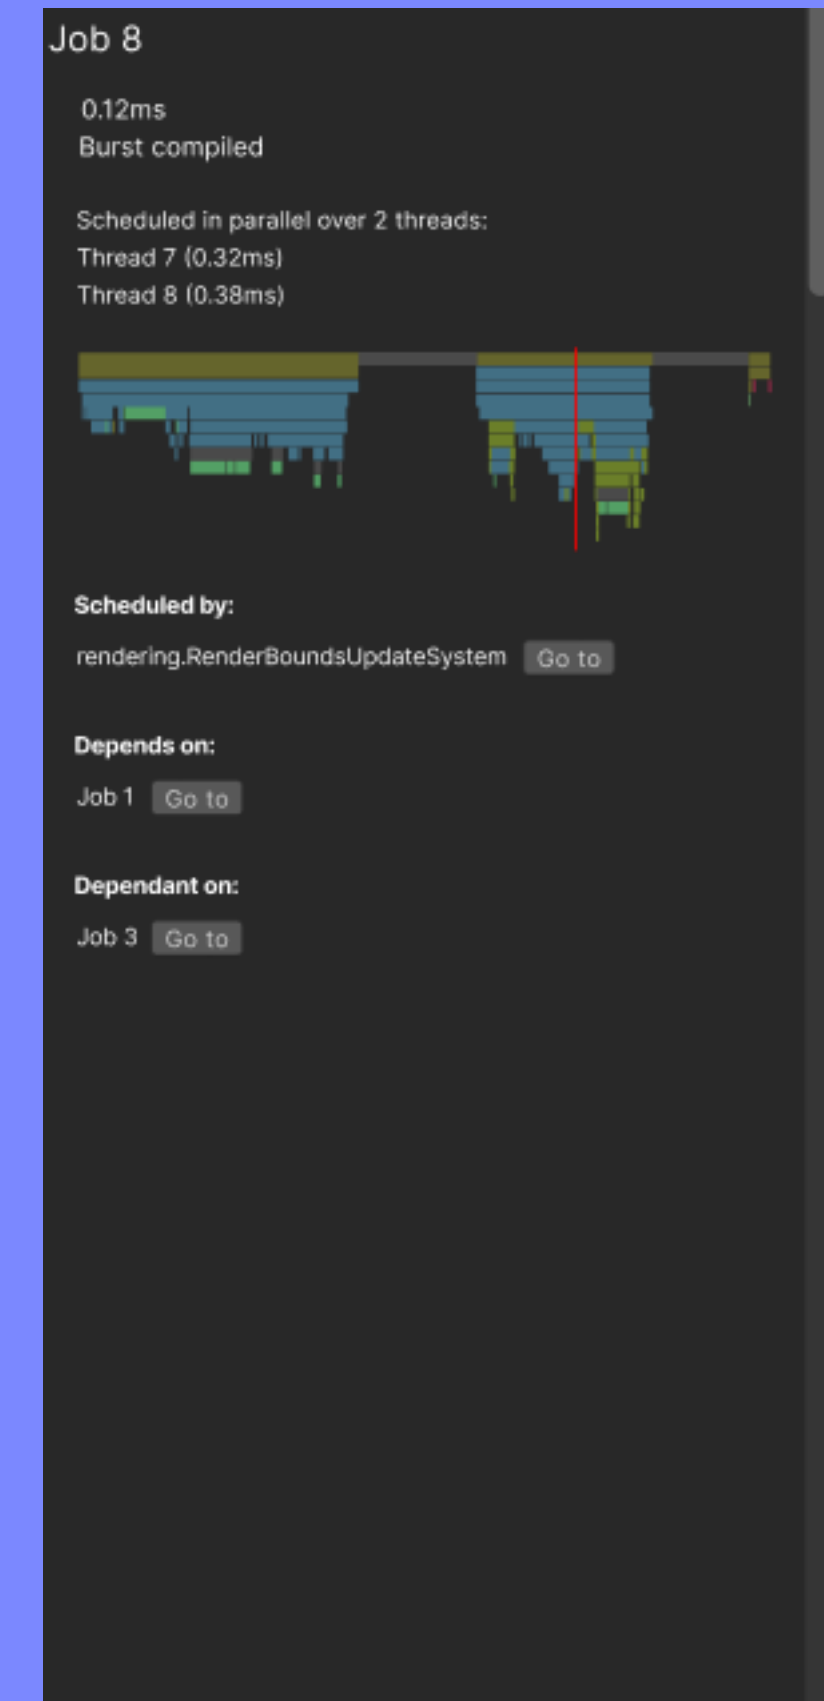 Job 8
0.12ms
Burst compiled
Scheduled in parallel over 2 threads:
Thread 7 (0.32ms)
Thread 8 (0.38ms)
Scheduled by:
rendering.RenderBoundsUpdateSystem Go to
Depends on:
Job 1 Go to
Dependant on:
Job 3 Go to